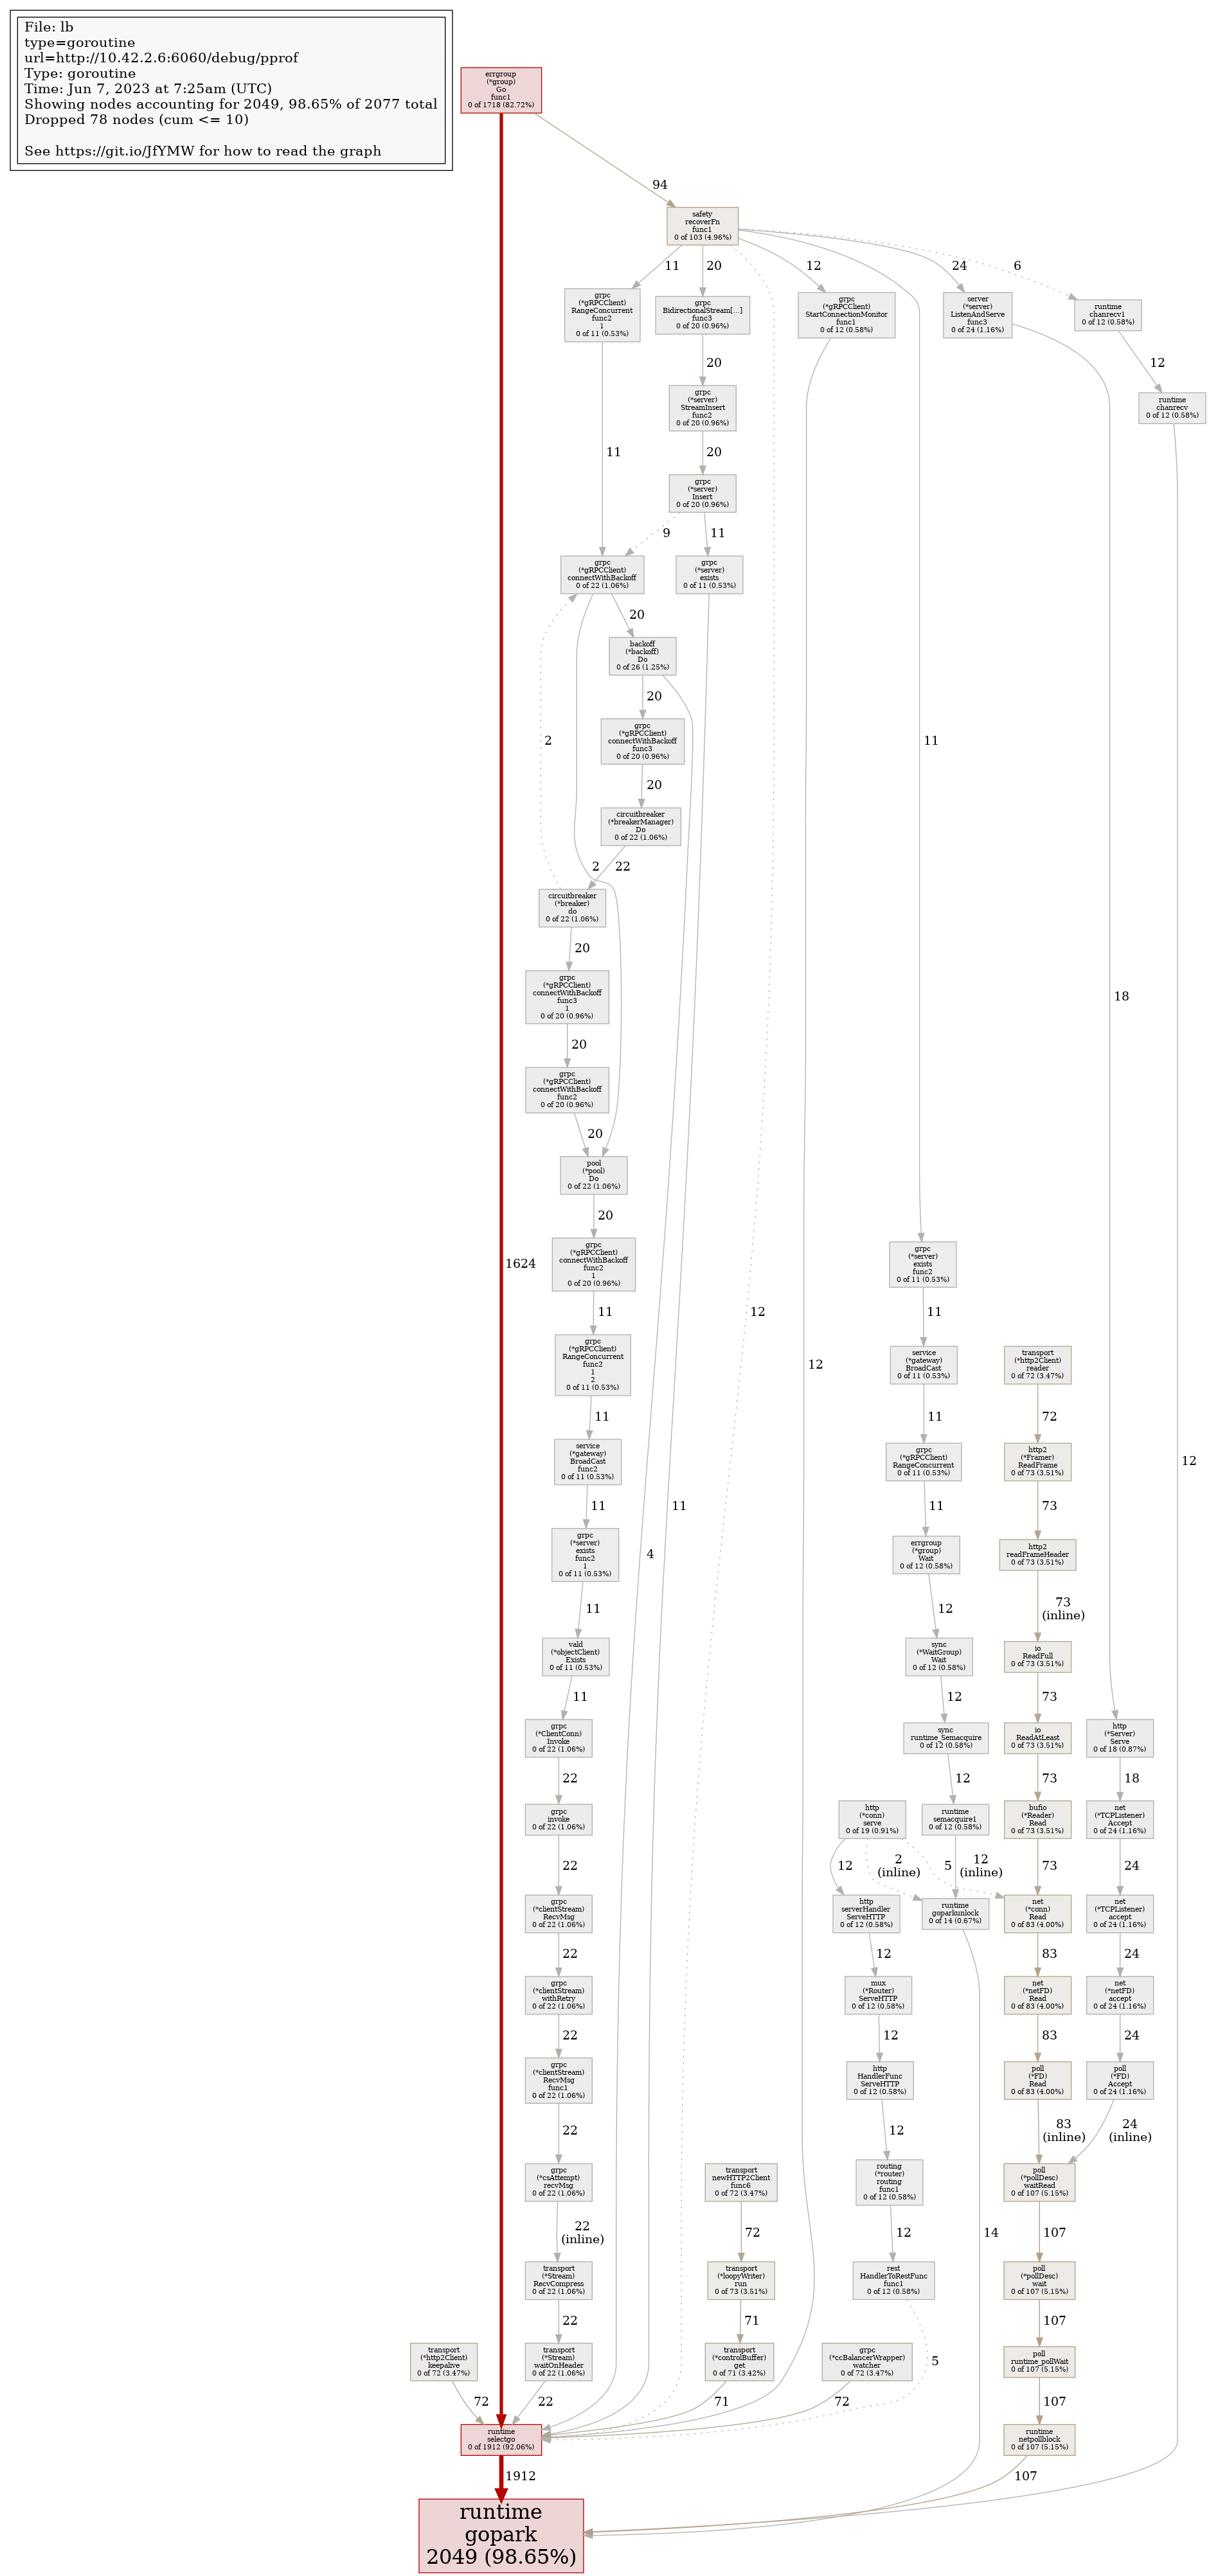 File: lb
type=goroutine
url=http://10.42.2.6:6060/debug/pprof
Type: goroutine
Time: Jun 7, 2023 at 7:25am (UTC)
Showing nodes accounting for 2049, 98.65% of 2077 total
Dropped 78 nodes (cum <= 10)
See https://git.io/JfYMW for how to read the graph
errgroup
(*group)
Go
func1
0 of 1718 (82.72%)
94
safety
recoverFn
func1
0 of 103 (4.96%)
11
20
12
24
6
grpc
(*gRPCClient)
RangeConcurrent
func2
1
0 of 11 (0.53%)
grpc
BidirectionalStream[...]
func3
0 of 20 (0.96%)
grpc
(*gRPCClient)
StartConnectionMonitor
func1
0 of 12 (0.58%)
server
(*server)
ListenAndServe
func3
0 of 24 (1.16%)
runtime
chanrecv1
0 of 12 (0.58%)
20
12
grpc
(*server)
StreamInsert
func2
0 of 20 (0.96%)
runtime
chanrecv
0 of 12 (0.58%)
11
20
grpc
(*server)
Insert
0 of 20 (0.96%)
9
11
grpc
(*gRPCClient)
connectWithBackoff
0 of 22 (1.06%)
grpc
(*server)
exists
0 of 11 (0.53%)
20
backoff
(*backoff)
Do
0 of 26 (1.25%)
20
grpc
(*gRPCClient)
connectWithBackoff
func3
0 of 20 (0.96%)
2
11
20
circuitbreaker
(*breakerManager)
Do
0 of 22 (1.06%)
2
22
circuitbreaker
(*breaker)
do
0 of 22 (1.06%)
20
grpc
(*gRPCClient)
connectWithBackoff
func3
1
0 of 20 (0.96%)
18
20
grpc
(*gRPCClient)
connectWithBackoff
func2
0 of 20 (0.96%)
20
pool
(*pool)
Do
0 of 22 (1.06%)
20
grpc
(*gRPCClient)
connectWithBackoff
func2
1
0 of 20 (0.96%)
grpc
(*server)
exists
func2
0 of 11 (0.53%)
1624
11
12
11
grpc
(*gRPCClient)
RangeConcurrent
func2
1
2
0 of 11 (0.53%)
12
service
(*gateway)
BroadCast
0 of 11 (0.53%)
transport
(*http2Client)
reader
0 of 72 (3.47%)
11
11
72
service
(*gateway)
BroadCast
func2
0 of 11 (0.53%)
grpc
(*gRPCClient)
RangeConcurrent
0 of 11 (0.53%)
http2
(*Framer)
ReadFrame
0 of 73 (3.51%)
12
11
11
11
73
grpc
(*server)
exists
func2
1
0 of 11 (0.53%)
4
errgroup
(*group)
Wait
0 of 12 (0.58%)
http2
readFrameHeader
0 of 73 (3.51%)
11
12
73
(inline)
vald
(*objectClient)
Exists
0 of 11 (0.53%)
sync
(*WaitGroup)
Wait
0 of 12 (0.58%)
io
ReadFull
0 of 73 (3.51%)
11
12
73
grpc
(*ClientConn)
Invoke
0 of 22 (1.06%)
sync
runtime_Semacquire
0 of 12 (0.58%)
io
ReadAtLeast
0 of 73 (3.51%)
http
(*Server)
Serve
0 of 18 (0.87%)
22
12
73
18
grpc
invoke
0 of 22 (1.06%)
http
(*conn)
serve
0 of 19 (0.91%)
runtime
semacquire1
0 of 12 (0.58%)
bufio
(*Reader)
Read
0 of 73 (3.51%)
net
(*TCPListener)
Accept
0 of 24 (1.16%)
22
12
2
(inline)
5
12
(inline)
73
24
grpc
(*clientStream)
RecvMsg
0 of 22 (1.06%)
http
serverHandler
ServeHTTP
0 of 12 (0.58%)
runtime
goparkunlock
0 of 14 (0.67%)
net
(*conn)
Read
0 of 83 (4.00%)
net
(*TCPListener)
accept
0 of 24 (1.16%)
22
12
83
24
grpc
(*clientStream)
withRetry
0 of 22 (1.06%)
mux
(*Router)
ServeHTTP
0 of 12 (0.58%)
net
(*netFD)
Read
0 of 83 (4.00%)
net
(*netFD)
accept
0 of 24 (1.16%)
22
12
83
24
grpc
(*clientStream)
RecvMsg
func1
0 of 22 (1.06%)
http
HandlerFunc
ServeHTTP
0 of 12 (0.58%)
poll
(*FD)
Read
0 of 83 (4.00%)
poll
(*FD)
Accept
0 of 24 (1.16%)
22
12
83
(inline)
24
(inline)
grpc
(*csAttempt)
recvMsg
0 of 22 (1.06%)
transport
newHTTP2Client
func6
0 of 72 (3.47%)
routing
(*router)
routing
func1
0 of 12 (0.58%)
poll
(*pollDesc)
waitRead
0 of 107 (5.15%)
22
(inline)
72
12
14
107
transport
(*Stream)
RecvCompress
0 of 22 (1.06%)
transport
(*loopyWriter)
run
0 of 73 (3.51%)
rest
HandlerToRestFunc
func1
0 of 12 (0.58%)
poll
(*pollDesc)
wait
0 of 107 (5.15%)
22
71
107
transport
(*http2Client)
keepalive
0 of 72 (3.47%)
transport
(*Stream)
waitOnHeader
0 of 22 (1.06%)
transport
(*controlBuffer)
get
0 of 71 (3.42%)
grpc
(*ccBalancerWrapper)
watcher
0 of 72 (3.47%)
5
poll
runtime_pollWait
0 of 107 (5.15%)
72
22
71
72
107
runtime
selectgo
0 of 1912 (92.06%)
runtime
netpollblock
0 of 107 (5.15%)
1912
107
runtime
gopark
2049 (98.65%)